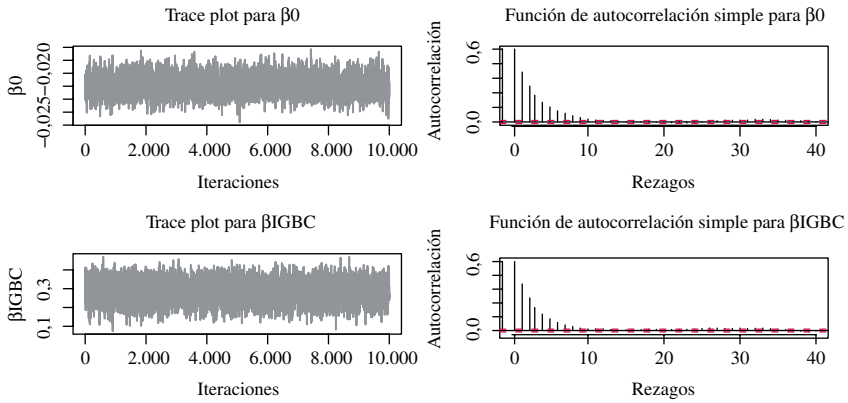 Trace plot para β0
β0
−0,025−0,020
0 2.000 4.000 6.000 8.000 10.000
Iteraciones
Función de autocorrelación simple para β0
Autocorrelación
0,0 0,6
0 10 20 30 40
Rezagos
Trace plot para βIGBC
βIGBC
0,1 0,3
0 2.000 4.000 6.000 8.000 10.000
Iteraciones
Función de autocorrelación simple para βIGBC
Autocorrelación
0,0 0,6
0 10 20 30 40
Rezagos